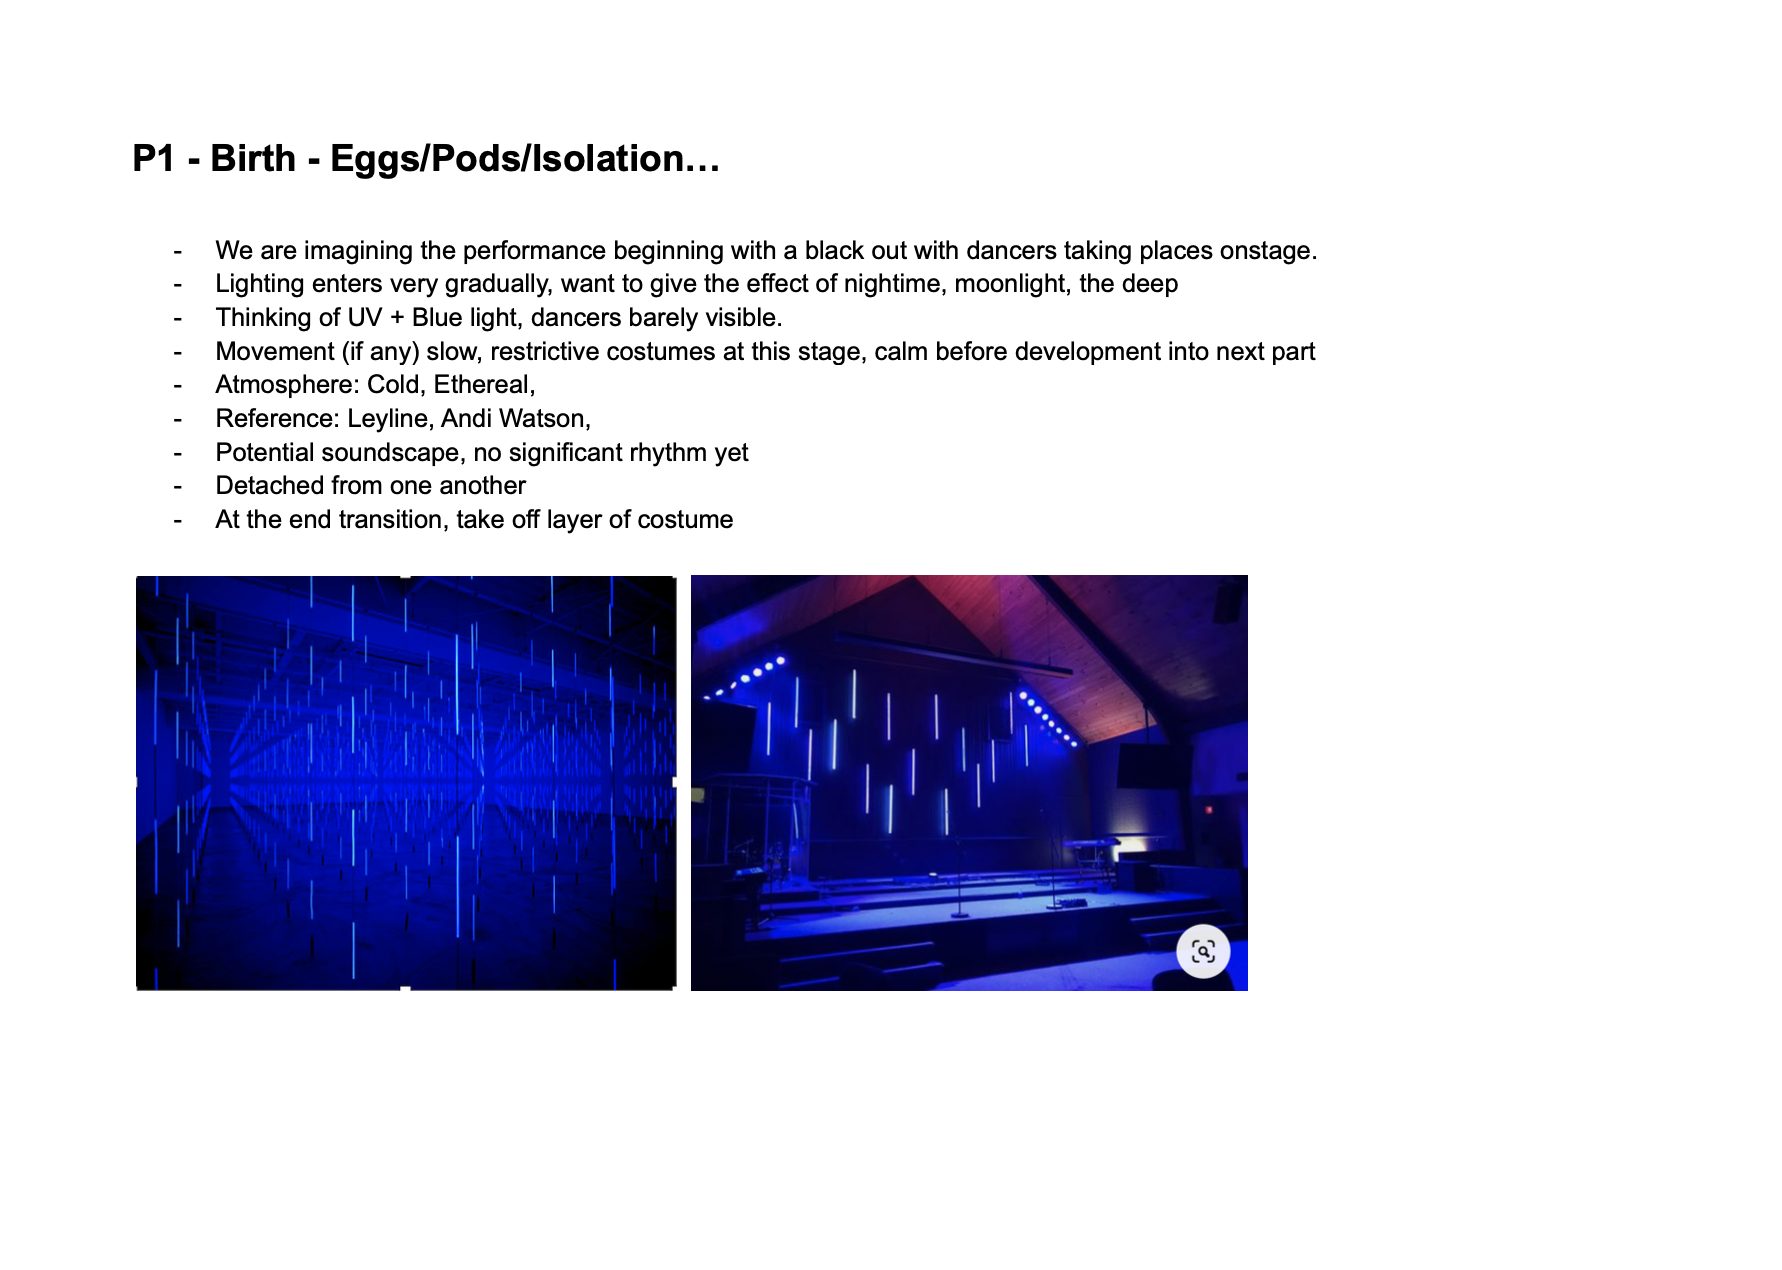 P1 - Birth - Eggs/Pods/Isolation…
- We are imagining the performance beginning with a black out with dancers taking places onstage.
- Lighting enters very gradually, want to give the effect of nightime, moonlight, the deep
- Thinking of UV + Blue light, dancers barely visible.
- Movement (if any) slow, restrictive costumes at this stage, calm before development into next part
- Atmosphere: Cold, Ethereal,
- Reference: Leyline, Andi Watson,
- Potential soundscape, no significant rhythm yet
- Detached from one another
- At the end transition, take off layer of costume